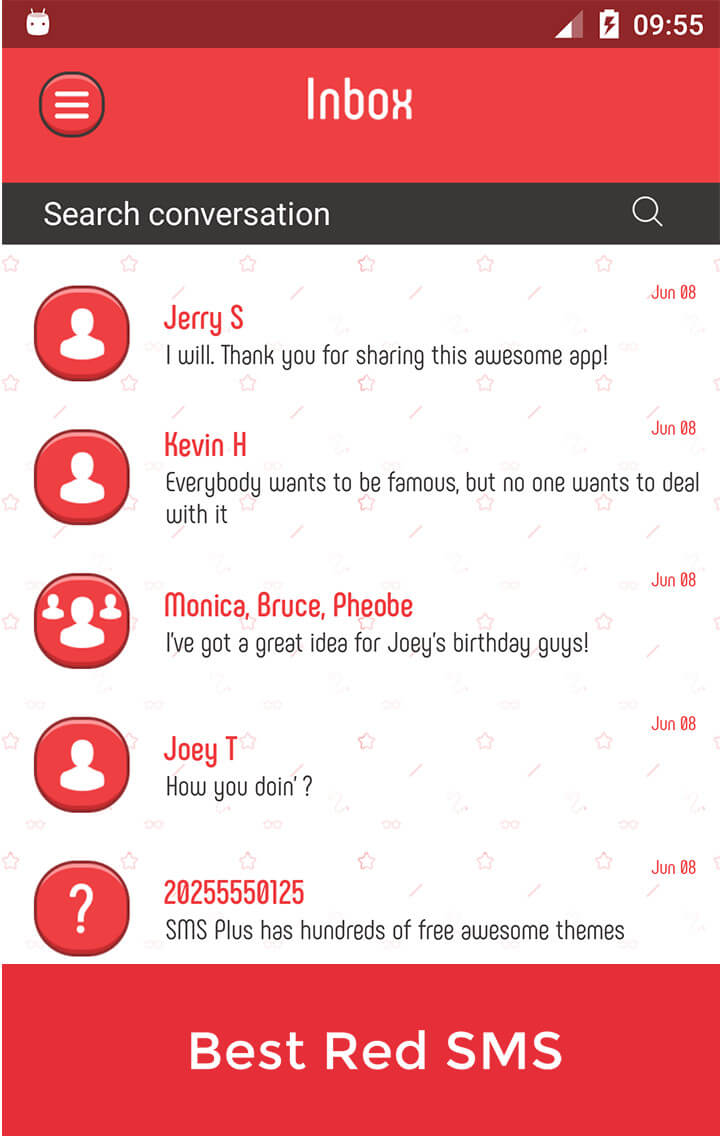 09:55
Inbox
Search conversation
Jun 08
Jerry S
I will. Thank you for sharing this awesome app!
Jun 08
Kevin H
Everybody wants to be famous, but no one wants to deal
with it
Jun 08
Monica, Bruce, Pheobe
I've got a great idea for Joey's birthday guys!
Jun 08
Joey T
How you doin' ?
Jun 08
?
20255550125
SMS Plus has hundreds of free awesome themes
Best Red SMS